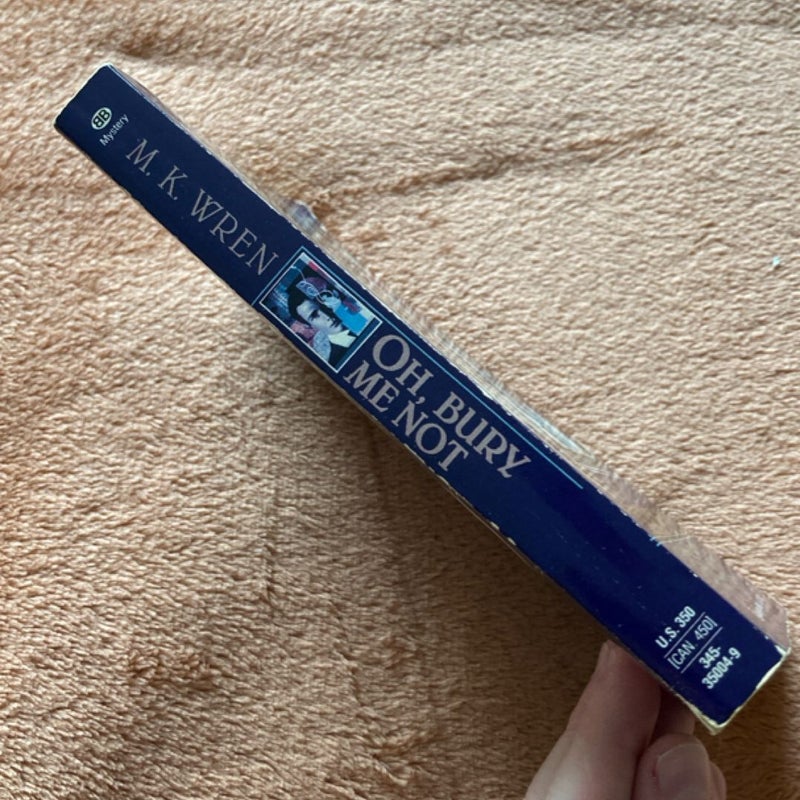 BB
Mystery
M. K. WREN
OH, BURY
ME NOT
U.S. 350
[CAN 450]
345-
35004-9